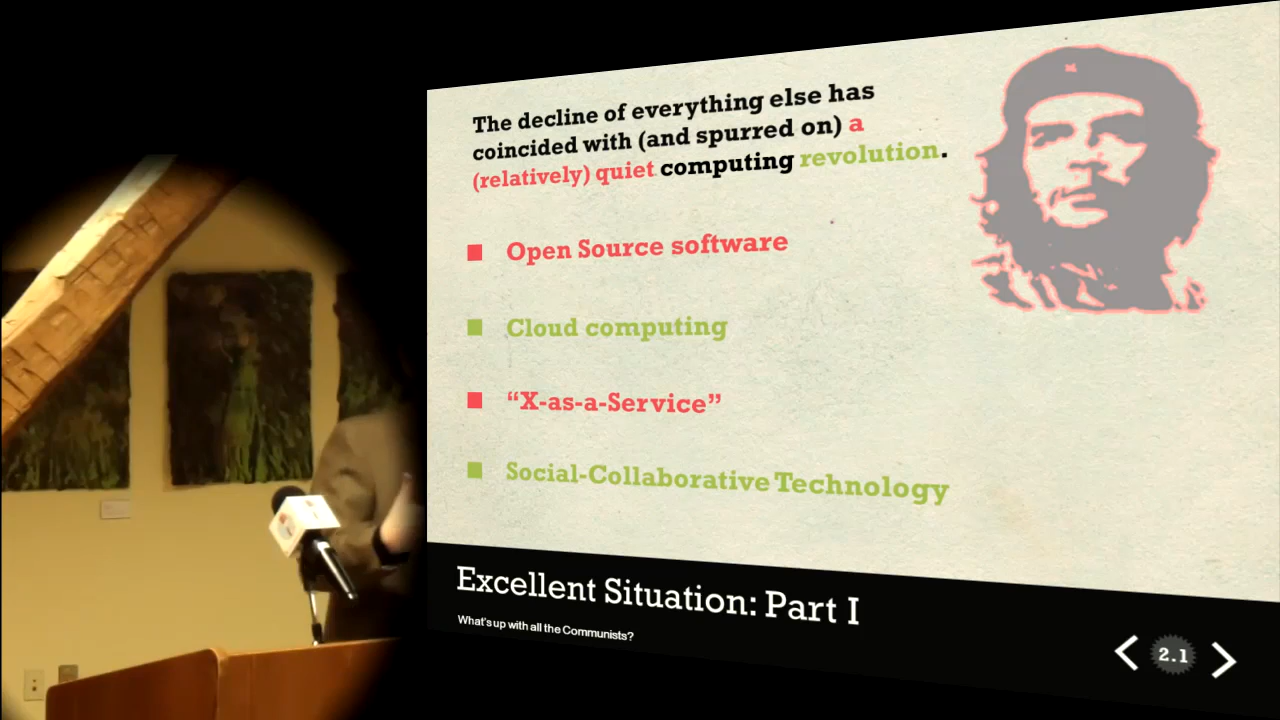 The decline of everything else has
coincided with (and spurred on) a
(relatively) quiet computing revolution.
Open Source software
Cloud computing
“X-as-a-Service”
Social-Collaborative Technology
Excellent Situation: Part I
What's up with all the Communists?
2.1